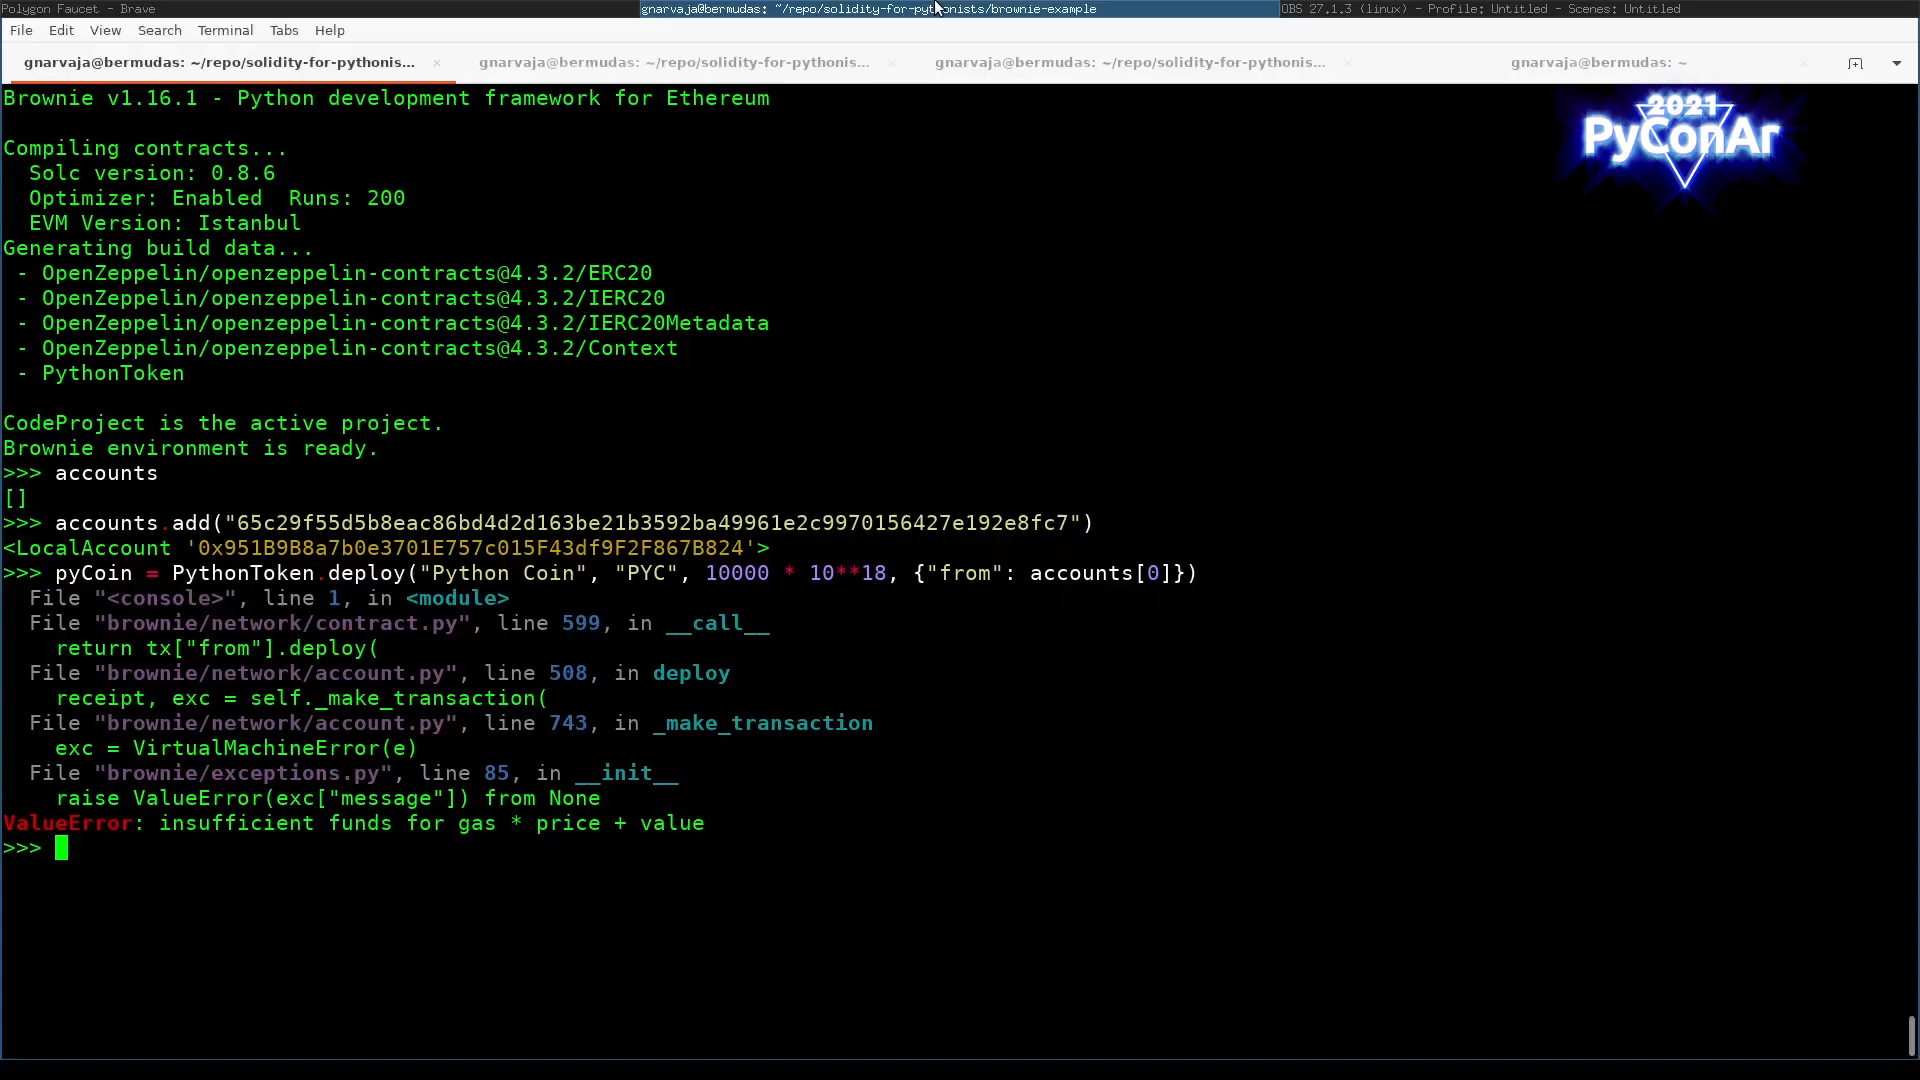 Polygon Faucet - Brave
gnarvaja@bermudas: ~/repo/solidity-for-pythonists/brownie-example
OBS 27.1.3 (linux) - Profile: Untitled - Scenes: Untitled
File Edit View Search Terminal Tabs Help
gnarvaja@bermudas: ~/repo/solidity-for-pythonis...
gnarvaja@bermudas: ~/repo/solidity-for-pythonis...
gnarvaja@bermudas: ~/repo/solidity-for-pythonis...
gnarvaja@bermudas: ~
2021
PyConAr
Brownie v1.16.1 - Python development framework for Ethereum
Compiling contracts...
  Solc version: 0.8.6
  Optimizer: Enabled  Runs: 200
  EVM Version: Istanbul
Generating build data...
 - OpenZeppelin/openzeppelin-contracts@4.3.2/ERC20
 - OpenZeppelin/openzeppelin-contracts@4.3.2/IERC20
 - OpenZeppelin/openzeppelin-contracts@4.3.2/IERC20Metadata
 - OpenZeppelin/openzeppelin-contracts@4.3.2/Context
 - PythonToken
CodeProject is the active project.
Brownie environment is ready.
>>> accounts
[]
>>> accounts.add("65c29f55d5b8eac86bd4d2d163be21b3592ba49961e2c9970156427e192e8fc7")
<LocalAccount '0x951B9B8a7b0e3701E757c015F43df9F2F867B824'>
>>> pyCoin = PythonToken.deploy("Python Coin", "PYC", 10000 * 10**18, {"from": accounts[0]})
  File "<console>", line 1, in <module>
  File "brownie/network/contract.py", line 599, in __call__
    return tx["from"].deploy(
  File "brownie/network/account.py", line 508, in deploy
    receipt, exc = self._make_transaction(
  File "brownie/network/account.py", line 743, in _make_transaction
    exc = VirtualMachineError(e)
  File "brownie/exceptions.py", line 85, in __init__
    raise ValueError(exc["message"]) from None
ValueError: insufficient funds for gas * price + value
>>>